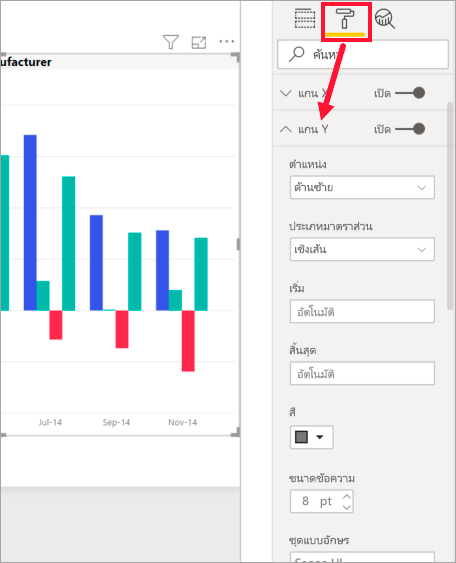 ufacturer
Jul-14
Sep-14
Nov-14
ค้นหา
แกน X
เปิด
แกน Y
เปิด
ตำแหน่ง
ด้านซ้าย
ประเภทมาตราส่วน
เชิงเส้น
เริ่ม
อัตโนมัติ
สิ้นสุด
อัตโนมัติ
สี
ขนาดข้อความ
8 pt
ชุดแบบอักษร
Segoe UI